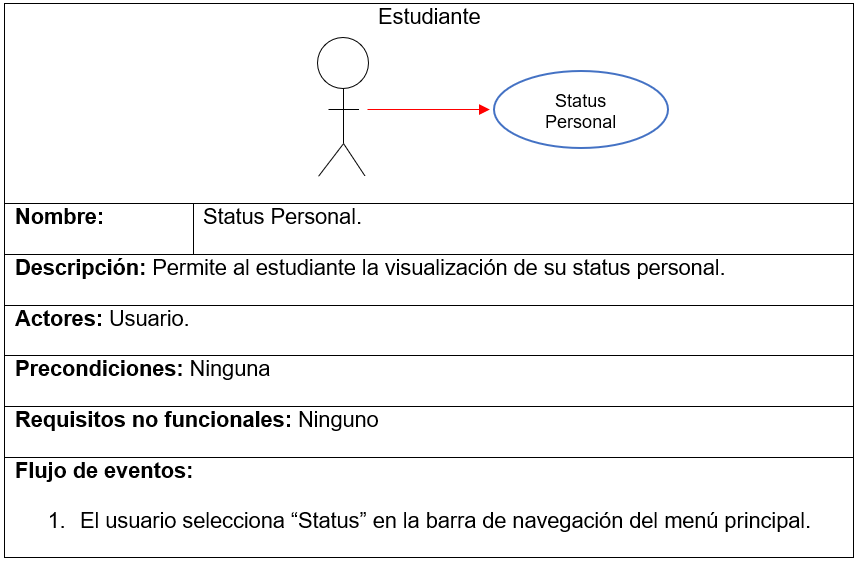 Estudiante
Status
Personal
Nombre:
Status Personal.
Descripción: Permite al estudiante la visualización de su status personal.
Actores: Usuario.
Precondiciones: Ninguna
Requisitos no funcionales: Ninguno
Flujo de eventos:
1. El usuario selecciona “Status” en la barra de navegación del menú principal.